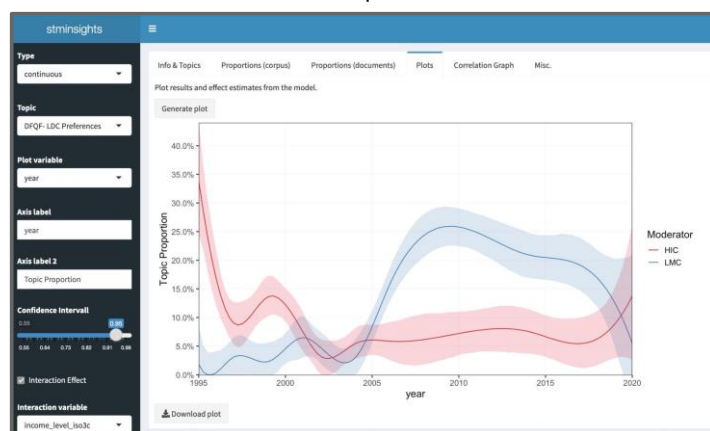 stminsights
Type
continuous
Topic
DFQF- LDC Preferences
Plot variable
year
Axis label
year
Axis label 2
Topic Proportion
Confidence Intervall
0.95
Interaction Effect
Interaction variable
income_level_iso3c
Info & Topics Proportions (corpus) Proportions (documents) Plots Correlation Graph Misc.
Plot results and effect estimates from the model.
Generate plot
40.0%
35.0%
30.0%
25.0%
20.0%
15.0%
10.0%
5.0%
0.0%
Topic Proportion
1995 2000 2005 2010 2015 2020
year
Moderator
HIC
LMC
Download plot